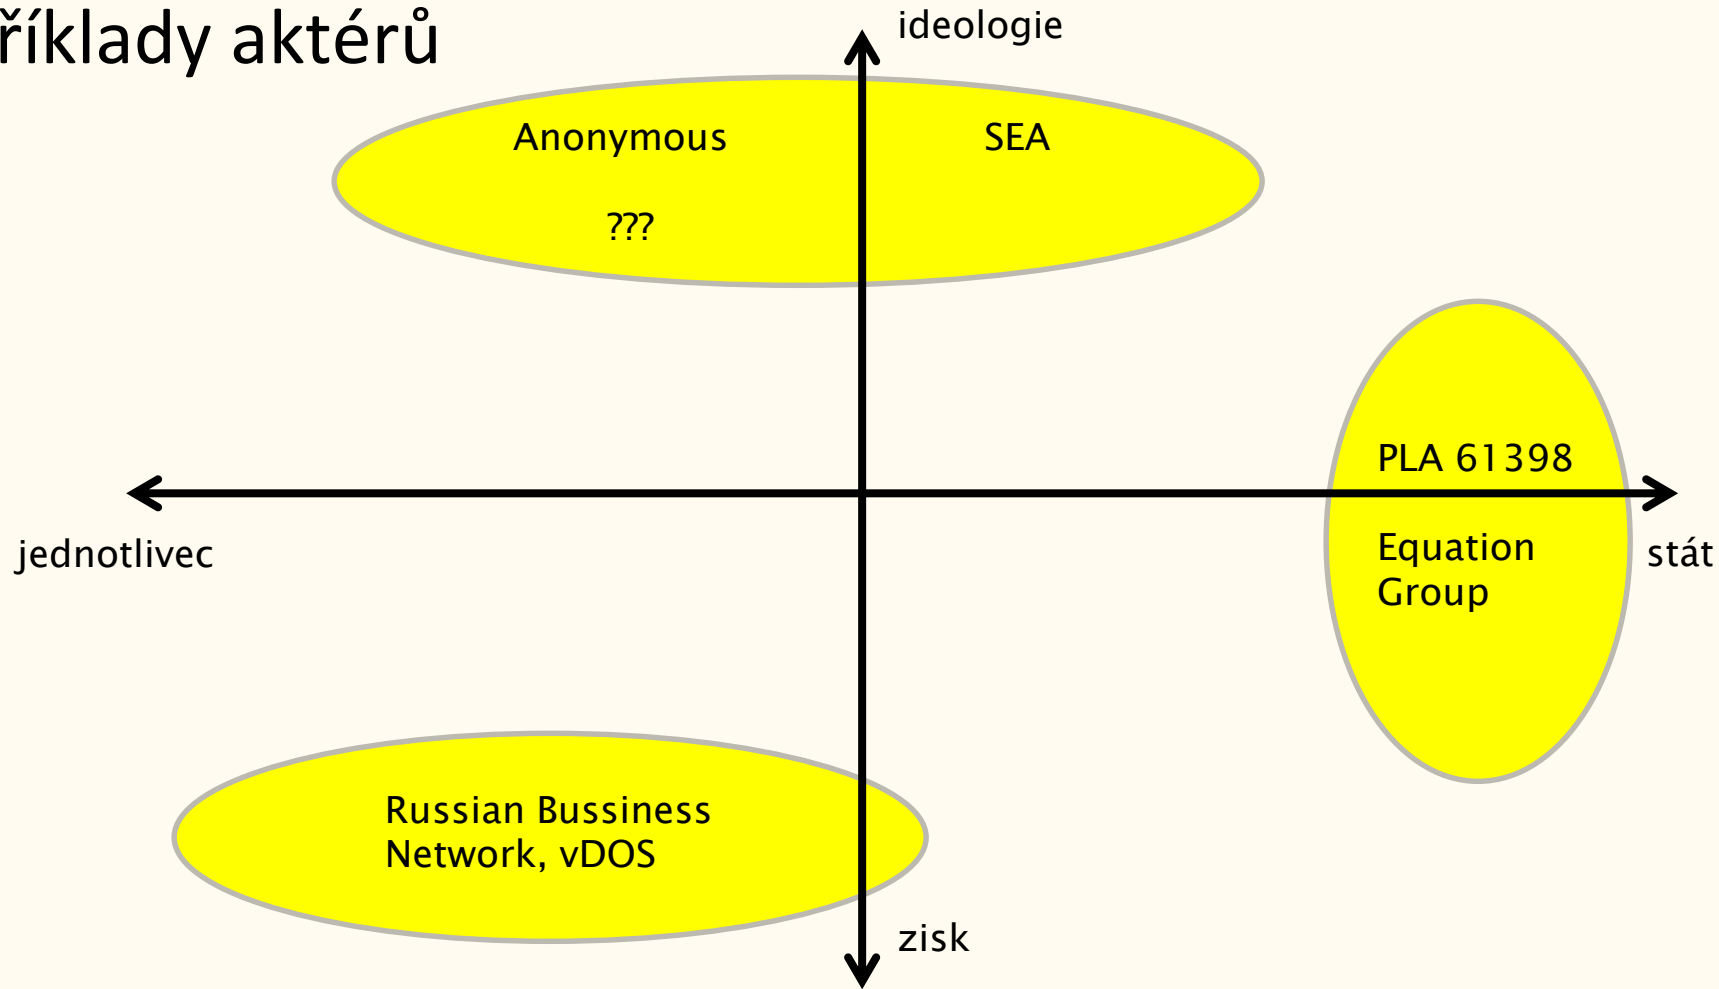 říklady aktérů
ideologie
Anonymous
SEA
???
PLA 61398
jednotlivec
Equation
Group
stát
Russian Bussiness
Network, vDOS
zisk